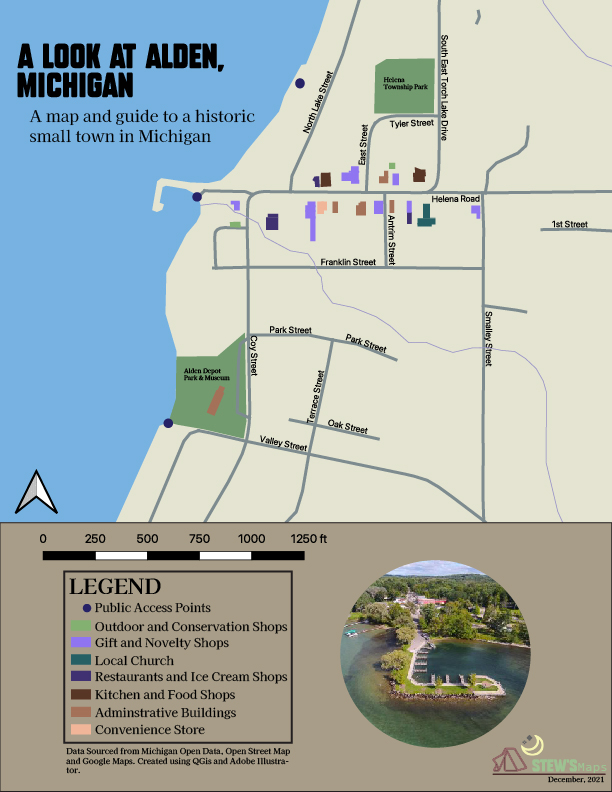 A LOOK AT ALDEN,
MICHIGAN
A map and guide to a historic
small town in Michigan
North Lake Street
South East Torch Lake Drive
Helena
Township Park
Tyler Street
East Street
Helena Road
Antrim Street
1st Street
Franklin Street
Smalley Street
Park Street
Park Street
Coy Street
Alden Depot
Park & Museum
Terrace Street
Oak Street
Valley Street
0 250 500 750 1000 1250 ft
LEGEND
Public Access Points
Outdoor and Conservation Shops
Gift and Novelty Shops
Local Church
Restaurants and Ice Cream Shops
Kitchen and Food Shops
Adminstrative Buildings
Convenience Store
Data Sourced from Michigan Open Data, Open Street Map
and Google Maps. Created using QGis and Adobe Illustra-
tor.
STEW'S Maps
December, 2021